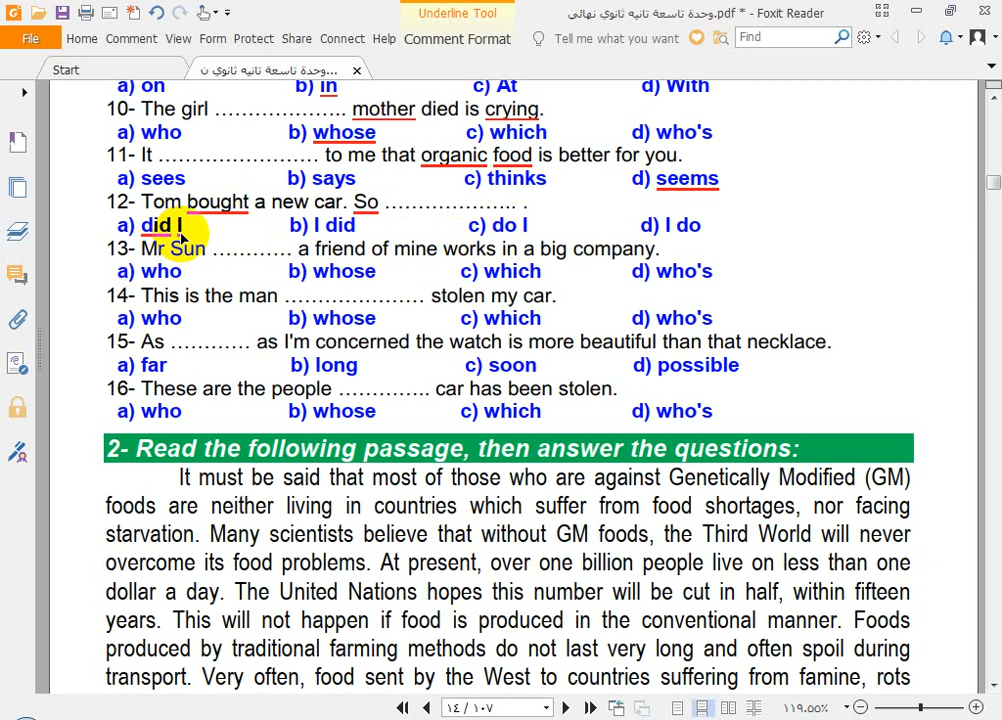 Underline Tool
وحدة تاسعة تانيه ثانوي نهائي.pdf * - Foxit Reader
File Home Comment View Form Protect Share Connect Help Comment Format Tell me what you want Find
Start
وحدة تاسعة تانيه ثانوي ن...
a) on b) in c) At d) With
10- The girl ……………….. mother died is crying.
a) who b) whose c) which d) who's
11- It …………………… to me that organic food is better for you.
a) sees b) says c) thinks d) seems
12- Tom bought a new car. So ……………….. .
a) did I b) I did c) do I d) I do
13- Mr Sun ………… a friend of mine works in a big company.
a) who b) whose c) which d) who's
14- This is the man ………………… stolen my car.
a) who b) whose c) which d) who's
15- As ………… as I'm concerned the watch is more beautiful than that necklace.
a) far b) long c) soon d) possible
16- These are the people ………….. car has been stolen.
a) who b) whose c) which d) who's
2- Read the following passage, then answer the questions:
It must be said that most of those who are against Genetically Modified (GM)
foods are neither living in countries which suffer from food shortages, nor facing
starvation. Many scientists believe that without GM foods, the Third World will never
overcome its food problems. At present, over one billion people live on less than one
dollar a day. The United Nations hopes this number will be cut in half, within fifteen
years. This will not happen if food is produced in the conventional manner. Foods
produced by traditional farming methods do not last very long and often spoil during
transport. Very often, food sent by the West to countries suffering from famine, rots
١٤ / ١٠٧
١١٩.٥٥%